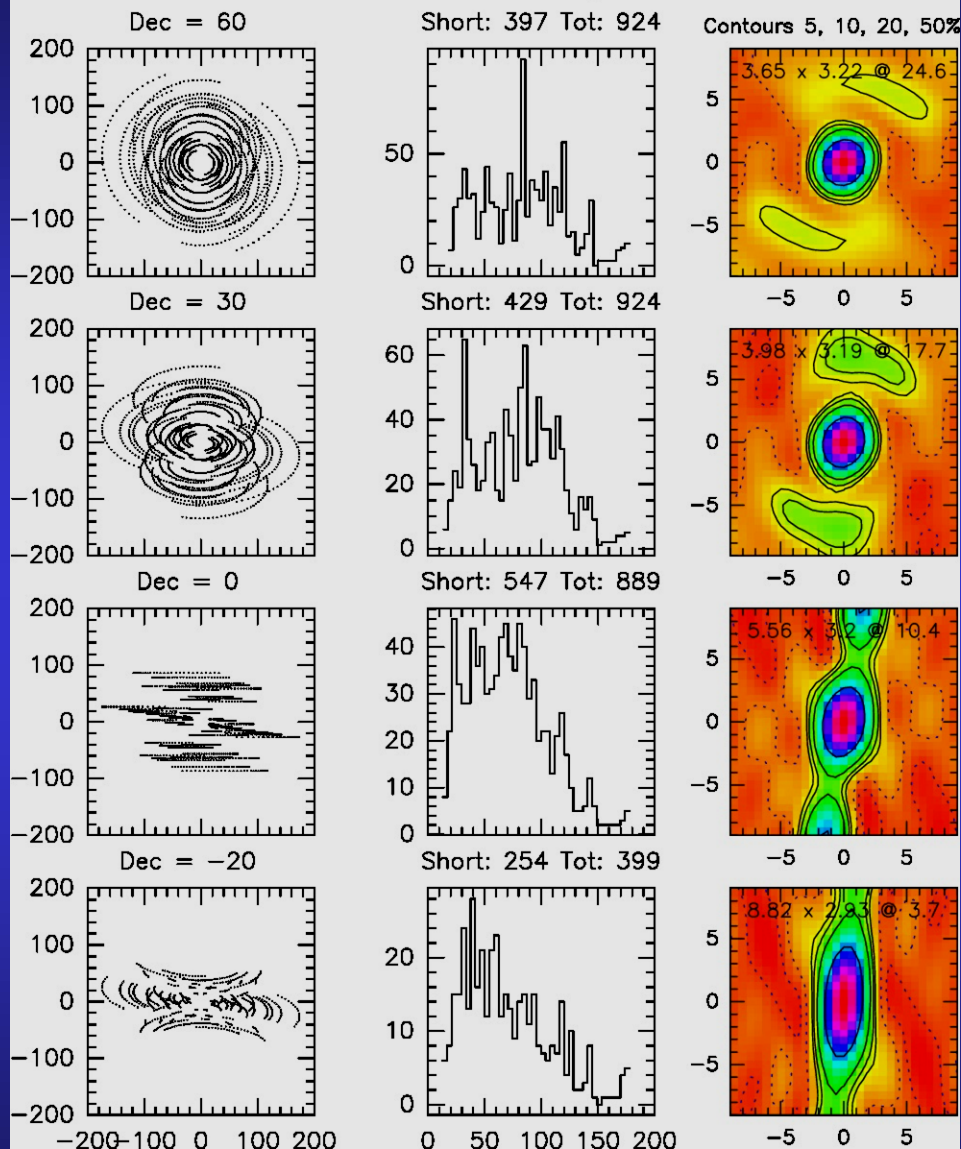 Dec = 60
Short: 397 Tot: 924
Contours 5, 10, 20, 50%
200
100
0
-100
-200
50
0
3.65 x 3.22 @ 24.6
5
0
-5
-5 0 5
Dec = 30
Short: 429 Tot: 924
200
100
0
-100
-200
60
40
20
0
3.98 x 3.19 @ 17.7
5
0
-5
-5 0 5
Dec = 0
Short: 547 Tot: 889
200
100
0
-100
-200
40
30
20
10
0
5.56 x 3.2 @ 10.4
5
0
-5
-5 0 5
Dec = -20
Short: 254 Tot: 399
200
100
0
-100
-200
20
10
0
8.82 x 2.93 @ 3.7
5
0
-5
-200 -100 0 100 200
0 50 100 150 200
-5 0 5